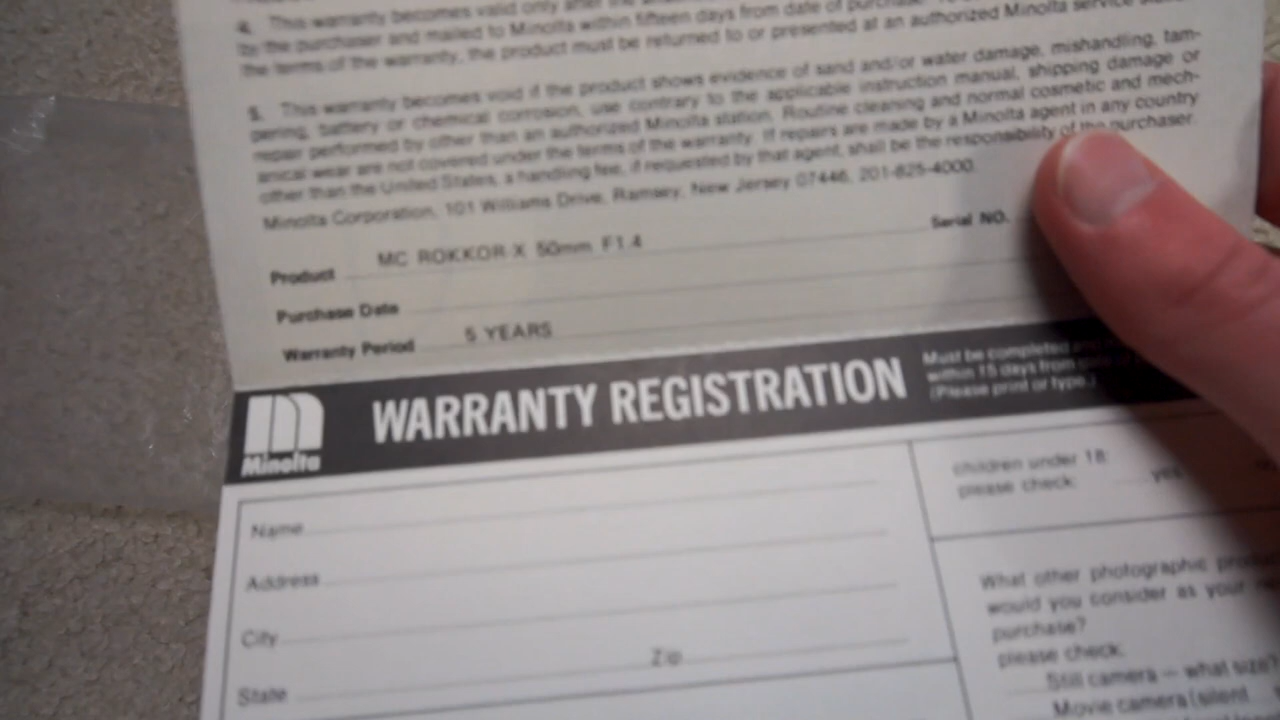 4. This warranty becomes valid only after the
by the purchaser and mailed to Minolta within fifteen days from date of purchase.
the terms of the warranty, the product must be returned to or presented at an authorized Minolta service
5. This warranty becomes void if the product shows evidence of sand and/or water damage, mishandling, tam-
pering, battery or chemical corrosion, use contrary to the applicable instruction manual, shipping damage or
repair performed by other than an authorized Minolta station. Routine cleaning and normal cosmetic and mech-
anical wear are not covered under the terms of the warranty. If repairs are made by a Minolta agent in any country
other than the United States, a handling fee, if requested by that agent, shall be the responsibility of the purchaser.
Minolta Corporation, 101 Williams Drive, Ramsey, New Jersey 07446, 201-825-4000.
Product MC ROKKOR-X 50mm F1.4 Serial NO.
Purchase Date
Warranty Period 5 YEARS
Minolta
WARRANTY REGISTRATION
Must be completed
within 15 days from
(Please print or type.)
Name
Address
City
State Zip
children under 18:
please check: yes
What other photographic
would you consider as your
purchase?
please check:
Still camera — what size?
Movie camera (silent